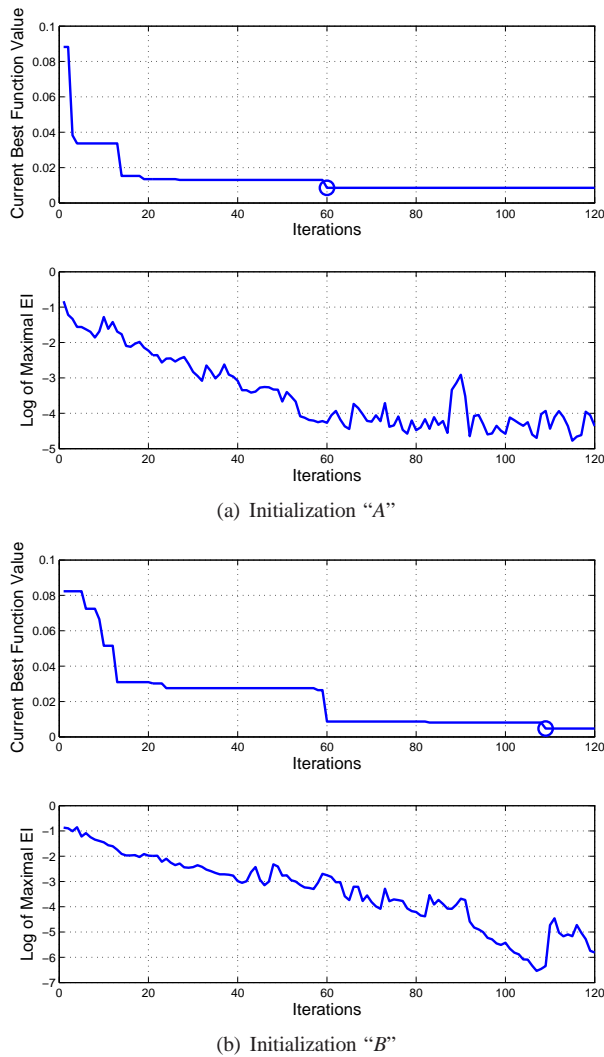 Current Best Function Value
0.1
0.08
0.06
0.04
0.02
0
0 20 40 60 80 100 120
Iterations
Log of Maximal EI
0
−1
−2
−3
−4
−5
0 20 40 60 80 100 120
Iterations
(a) Initialization “A”
Current Best Function Value
0.1
0.08
0.06
0.04
0.02
0
0 20 40 60 80 100 120
Iterations
Log of Maximal EI
0
−1
−2
−3
−4
−5
−6
−7
0 20 40 60 80 100 120
Iterations
(b) Initialization “B”